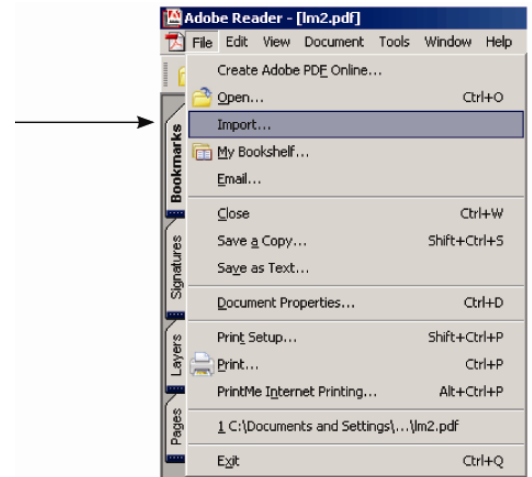 Adobe Reader - [lm2.pdf]
File Edit View Document Tools Window Help
Create Adobe PDF Online...
Open... Ctrl+O
Import...
My Bookshelf...
Email...
Close Ctrl+W
Save a Copy... Shift+Ctrl+S
Save as Text...
Document Properties... Ctrl+D
Print Setup... Shift+Ctrl+P
Print... Ctrl+P
PrintMe Internet Printing... Alt+Ctrl+P
1 C:\Documents and Settings\...\lm2.pdf
Exit Ctrl+Q
Bookmarks
Signatures
Layers
Pages